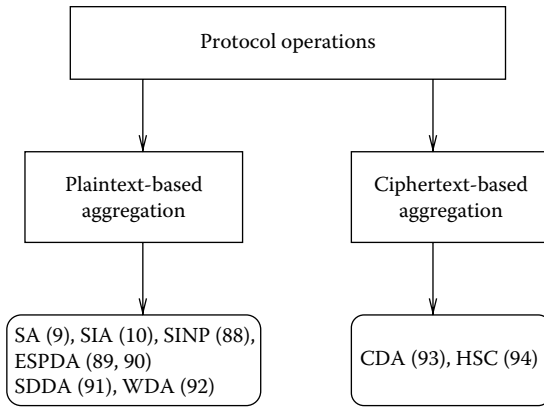 Protocol operations
Plaintext-based
aggregation
Ciphertext-based
aggregation
SA (9), SIA (10), SINP (88),
ESPDA (89, 90)
SDDA (91), WDA (92)
CDA (93), HSC (94)